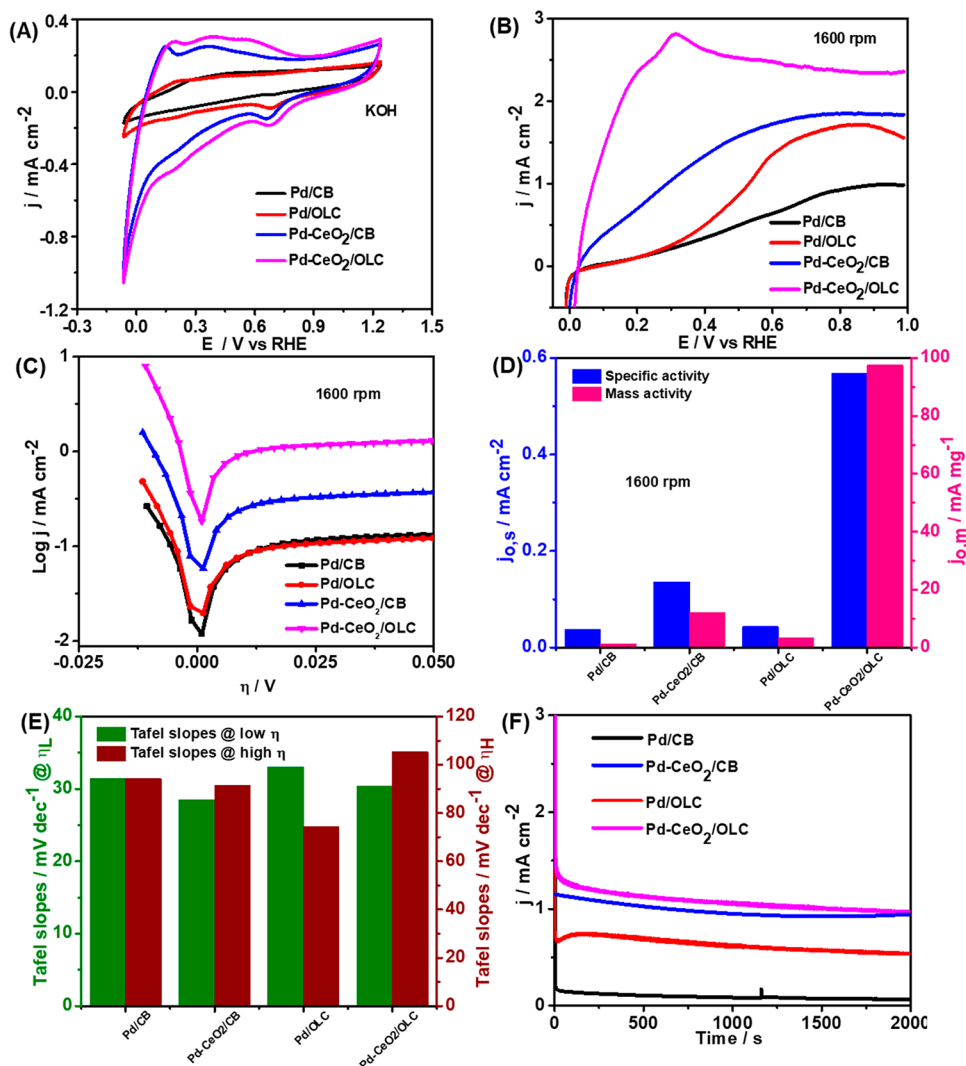 (A)
j / mA cm⁻²
0.4
0.0
-0.4
-0.8
-1.2
KOH
Pd/CB
Pd/OLC
Pd-CeO₂/CB
Pd-CeO₂/OLC
-0.3 0.0 0.3 0.6 0.9 1.2 1.5
E / V vs RHE
(B)
j / mA cm⁻²
3
2
1
0
1600 rpm
Pd/CB
Pd/OLC
Pd-CeO₂/CB
Pd-CeO₂/OLC
0.0 0.2 0.4 0.6 0.8 1.0
E / V vs RHE
(C)
Log j / mA cm⁻²
1
0
-1
-2
1600 rpm
Pd/CB
Pd/OLC
Pd-CeO₂/CB
Pd-CeO₂/OLC
-0.025 0.000 0.025 0.050
η / V
(D)
j₀,s / mA cm⁻²
0.6
0.3
0.0
Specific activity
Mass activity
1600 rpm
100
80
60
40
20
0
j₀,m / mA mg⁻¹
Pd/CB
Pd-CeO2/CB
Pd/OLC
Pd-CeO2/OLC
(E)
Tafel slopes / mV dec⁻¹ @ ηL
40
30
20
10
0
Tafel slopes @ low η
Tafel slopes @ high η
120
100
80
60
40
20
0
Tafel slopes / mV dec⁻¹ @ ηH
Pd/CB
Pd-CeO2/CB
Pd/OLC
Pd-CeO2/OLC
(F)
j / mA cm⁻²
3
2
1
0
Pd/CB
Pd-CeO₂/CB
Pd/OLC
Pd-CeO₂/OLC
0 500 1000 1500 2000
Time / s